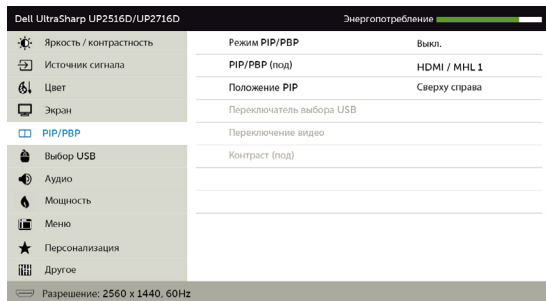 Dell UltraSharp UP2516D/UP2716D Энергопотребление
Яркость / контрастность
Источник сигнала
Цвет
Экран
PIP/PBP
Выбор USB
Аудио
Мощность
Меню
Персонализация
Другое
Режим PIP/PBP Выкл.
PIP/PBP (под) HDMI / MHL 1
Положение PIP Сверху справа
Переключатель выбора USB
Переключение видео
Контраст (под)
Разрешение: 2560 x 1440, 60Hz